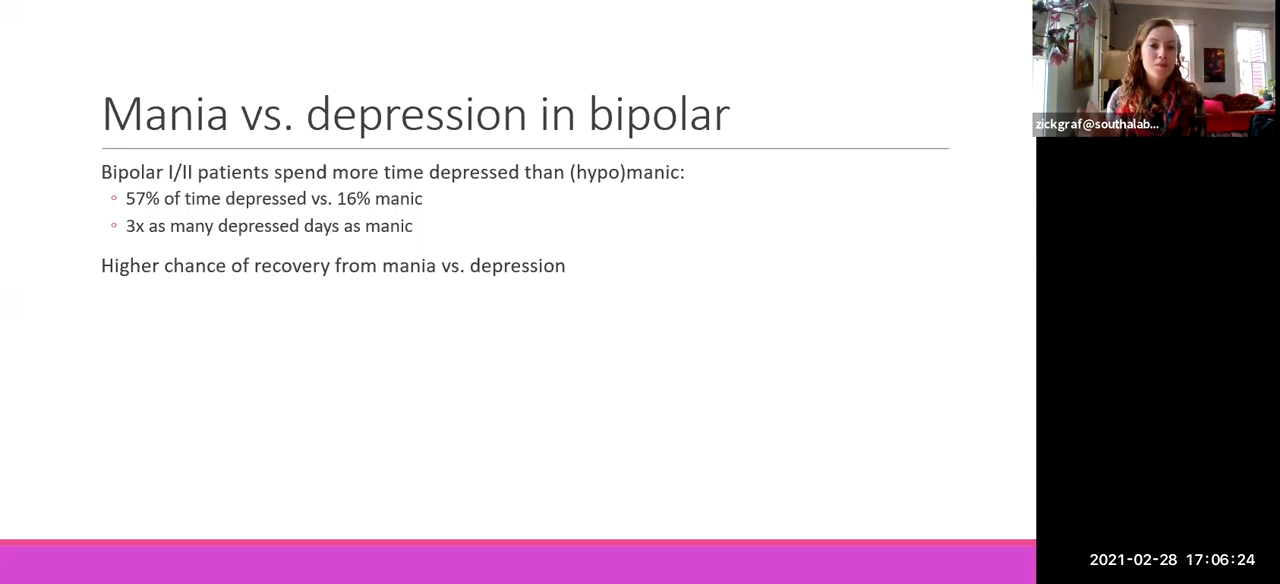 Mania vs. depression in bipolar
Bipolar I/II patients spend more time depressed than (hypo)manic:
◦ 57% of time depressed vs. 16% manic
◦ 3x as many depressed days as manic
Higher chance of recovery from mania vs. depression
zickgraf@southalab...
2021-02-28 17:06:24